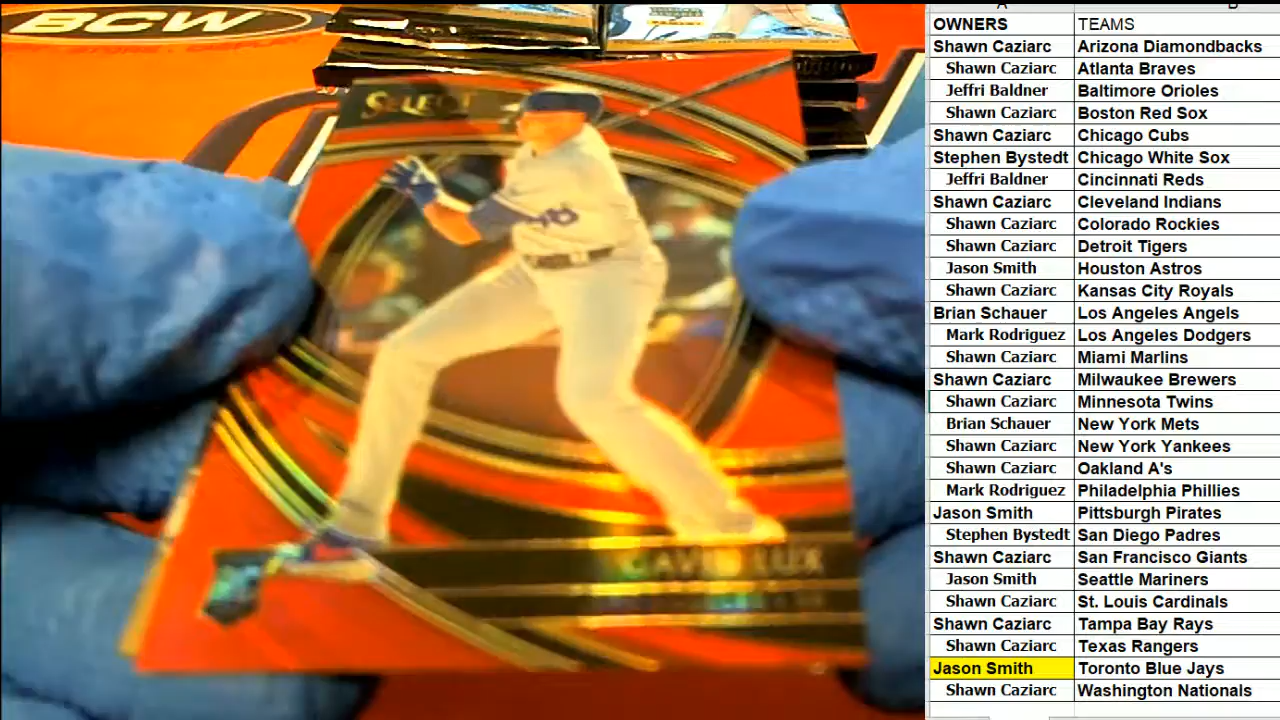 BCW
SELECT
GAVIN LUX
OWNERS TEAMS
Shawn Caziarc Arizona Diamondbacks
Shawn Caziarc Atlanta Braves
Jeffri Baldner Baltimore Orioles
Shawn Caziarc Boston Red Sox
Shawn Caziarc Chicago Cubs
Stephen Bystedt Chicago White Sox
Jeffri Baldner Cincinnati Reds
Shawn Caziarc Cleveland Indians
Shawn Caziarc Colorado Rockies
Shawn Caziarc Detroit Tigers
Jason Smith Houston Astros
Shawn Caziarc Kansas City Royals
Brian Schauer Los Angeles Angels
Mark Rodriguez Los Angeles Dodgers
Shawn Caziarc Miami Marlins
Shawn Caziarc Milwaukee Brewers
Shawn Caziarc Minnesota Twins
Brian Schauer New York Mets
Shawn Caziarc New York Yankees
Shawn Caziarc Oakland A's
Mark Rodriguez Philadelphia Phillies
Jason Smith Pittsburgh Pirates
Stephen Bystedt San Diego Padres
Shawn Caziarc San Francisco Giants
Jason Smith Seattle Mariners
Shawn Caziarc St. Louis Cardinals
Shawn Caziarc Tampa Bay Rays
Shawn Caziarc Texas Rangers
Jason Smith Toronto Blue Jays
Shawn Caziarc Washington Nationals